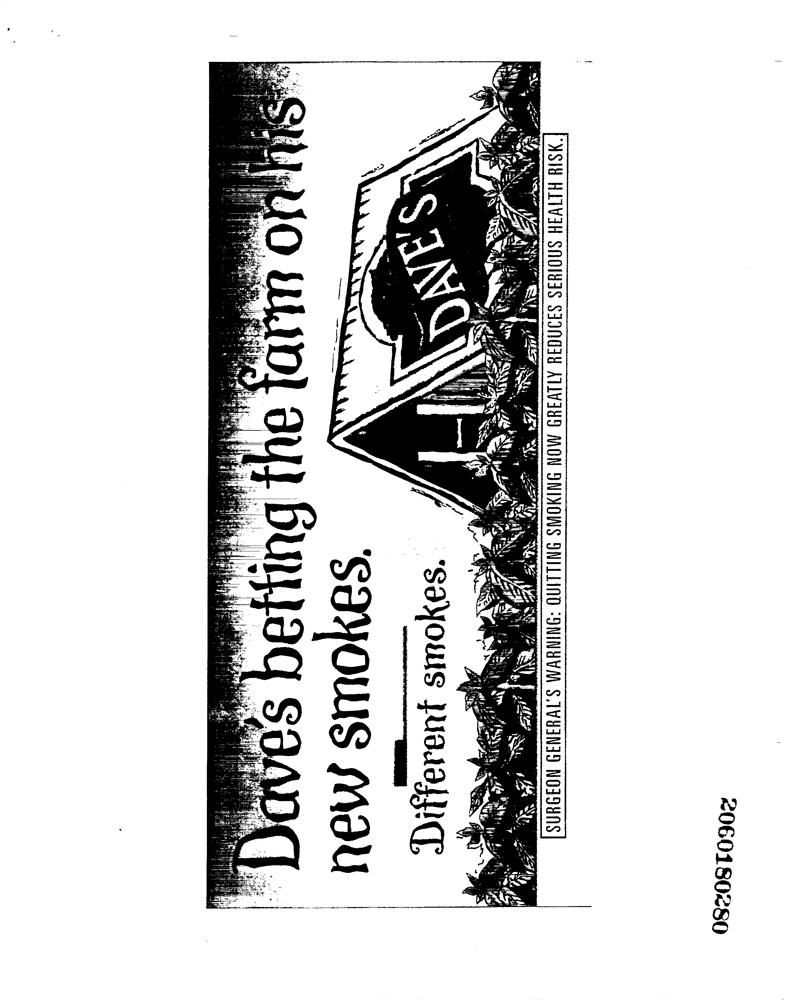 Dave's betting the farm on his
new smokes.
Different smokes.
DAVE'S
SURGEON GENERAL'S WARNING: QUITTING SMOKING NOW GREATLY REDUCES SERIOUS HEALTH RISK.
2060180280